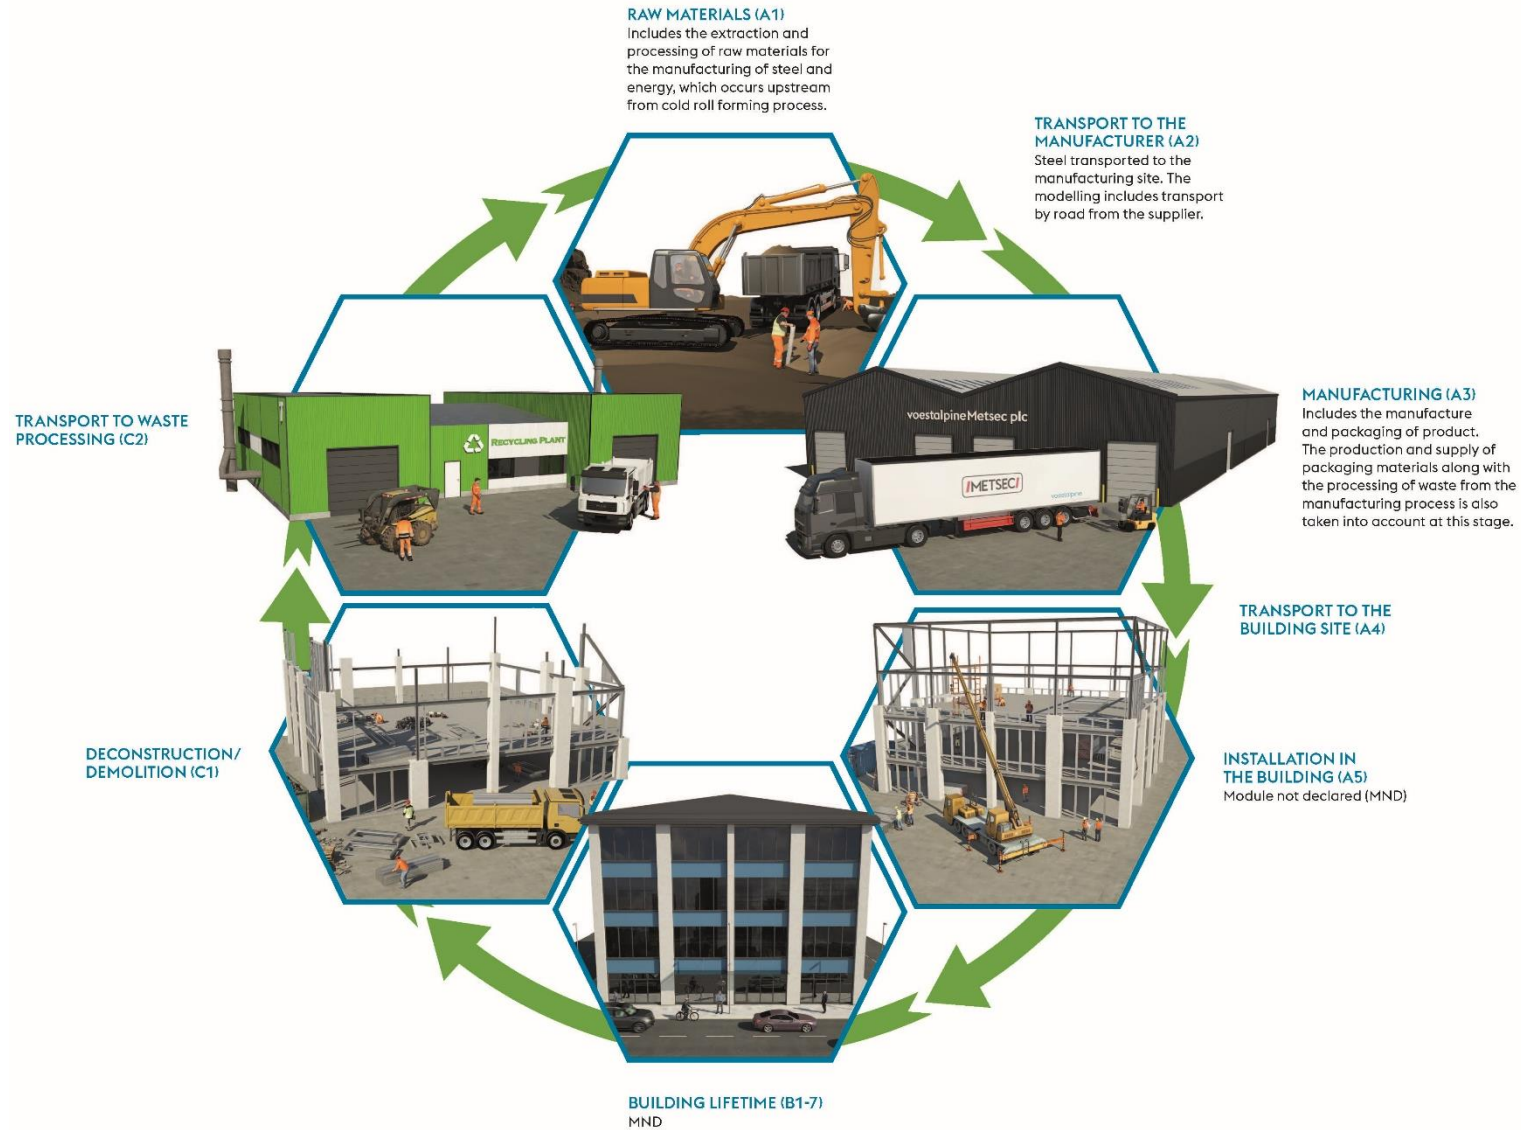 RAW MATERIALS (A1)
Includes the extraction and
processing of raw materials for
the manufacturing of steel and
energy, which occurs upstream
from cold roll forming process.
TRANSPORT TO THE
MANUFACTURER (A2)
Steel transported to the
manufacturing site. The
modelling includes transport
by road from the supplier.
MANUFACTURING (A3)
Includes the manufacture
and packaging of product.
The production and supply of
packaging materials along with
the processing of waste from the
manufacturing process is also
taken into account at this stage.
voestalpine Metsec plc
/METSEC/
voestalpine
TRANSPORT TO THE
BUILDING SITE (A4)
INSTALLATION IN
THE BUILDING (A5)
Module not declared (MND)
BUILDING LIFETIME (B1-7)
MND
DECONSTRUCTION/
DEMOLITION (C1)
TRANSPORT TO WASTE
PROCESSING (C2)
RECYCLING PLANT